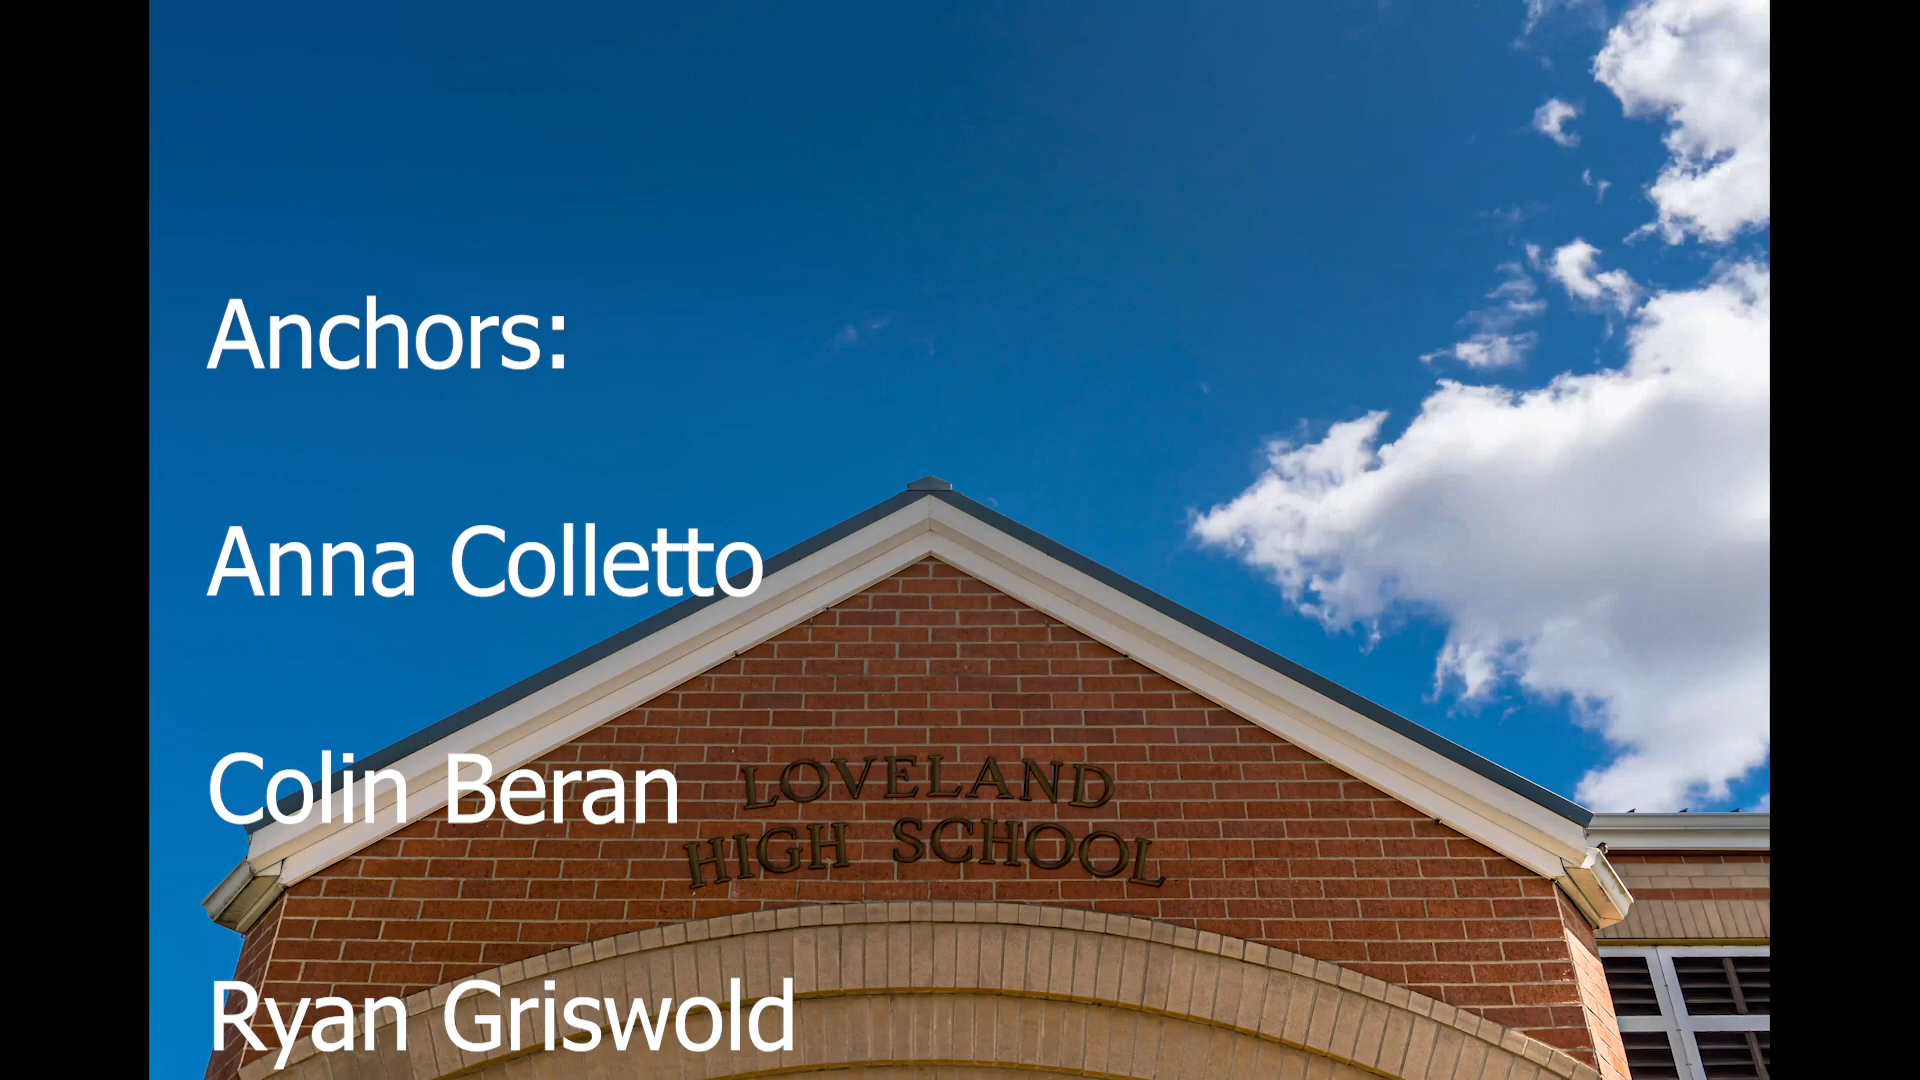 Anchors:
Anna Colletto
Colin Beran
LOVELAND
HIGH SCHOOL
Ryan Griswold